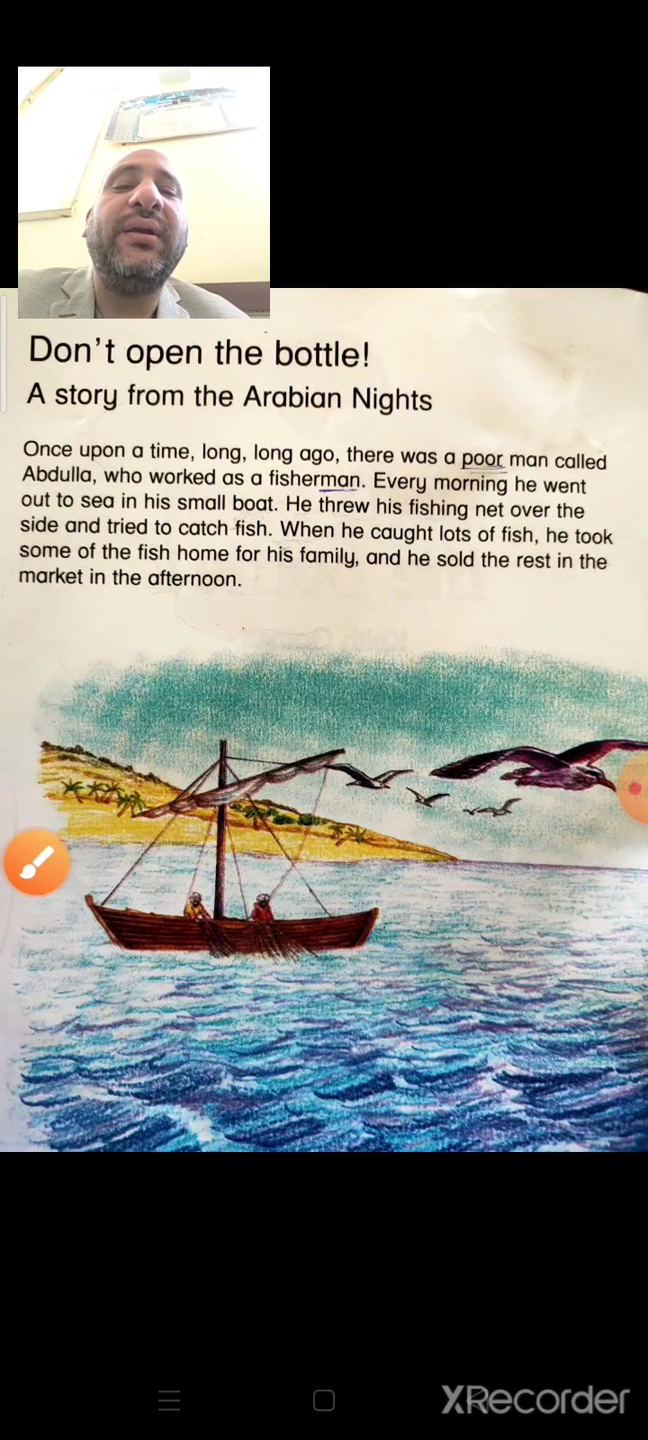 Don't open the bottle!
A story from the Arabian Nights
Once upon a time, long, long ago, there was a poor man called
Abdulla, who worked as a fisherman. Every morning he went
out to sea in his small boat. He threw his fishing net over the
side and tried to catch fish. When he caught lots of fish, he took
some of the fish home for his family, and he sold the rest in the
market in the afternoon.
XRecorder